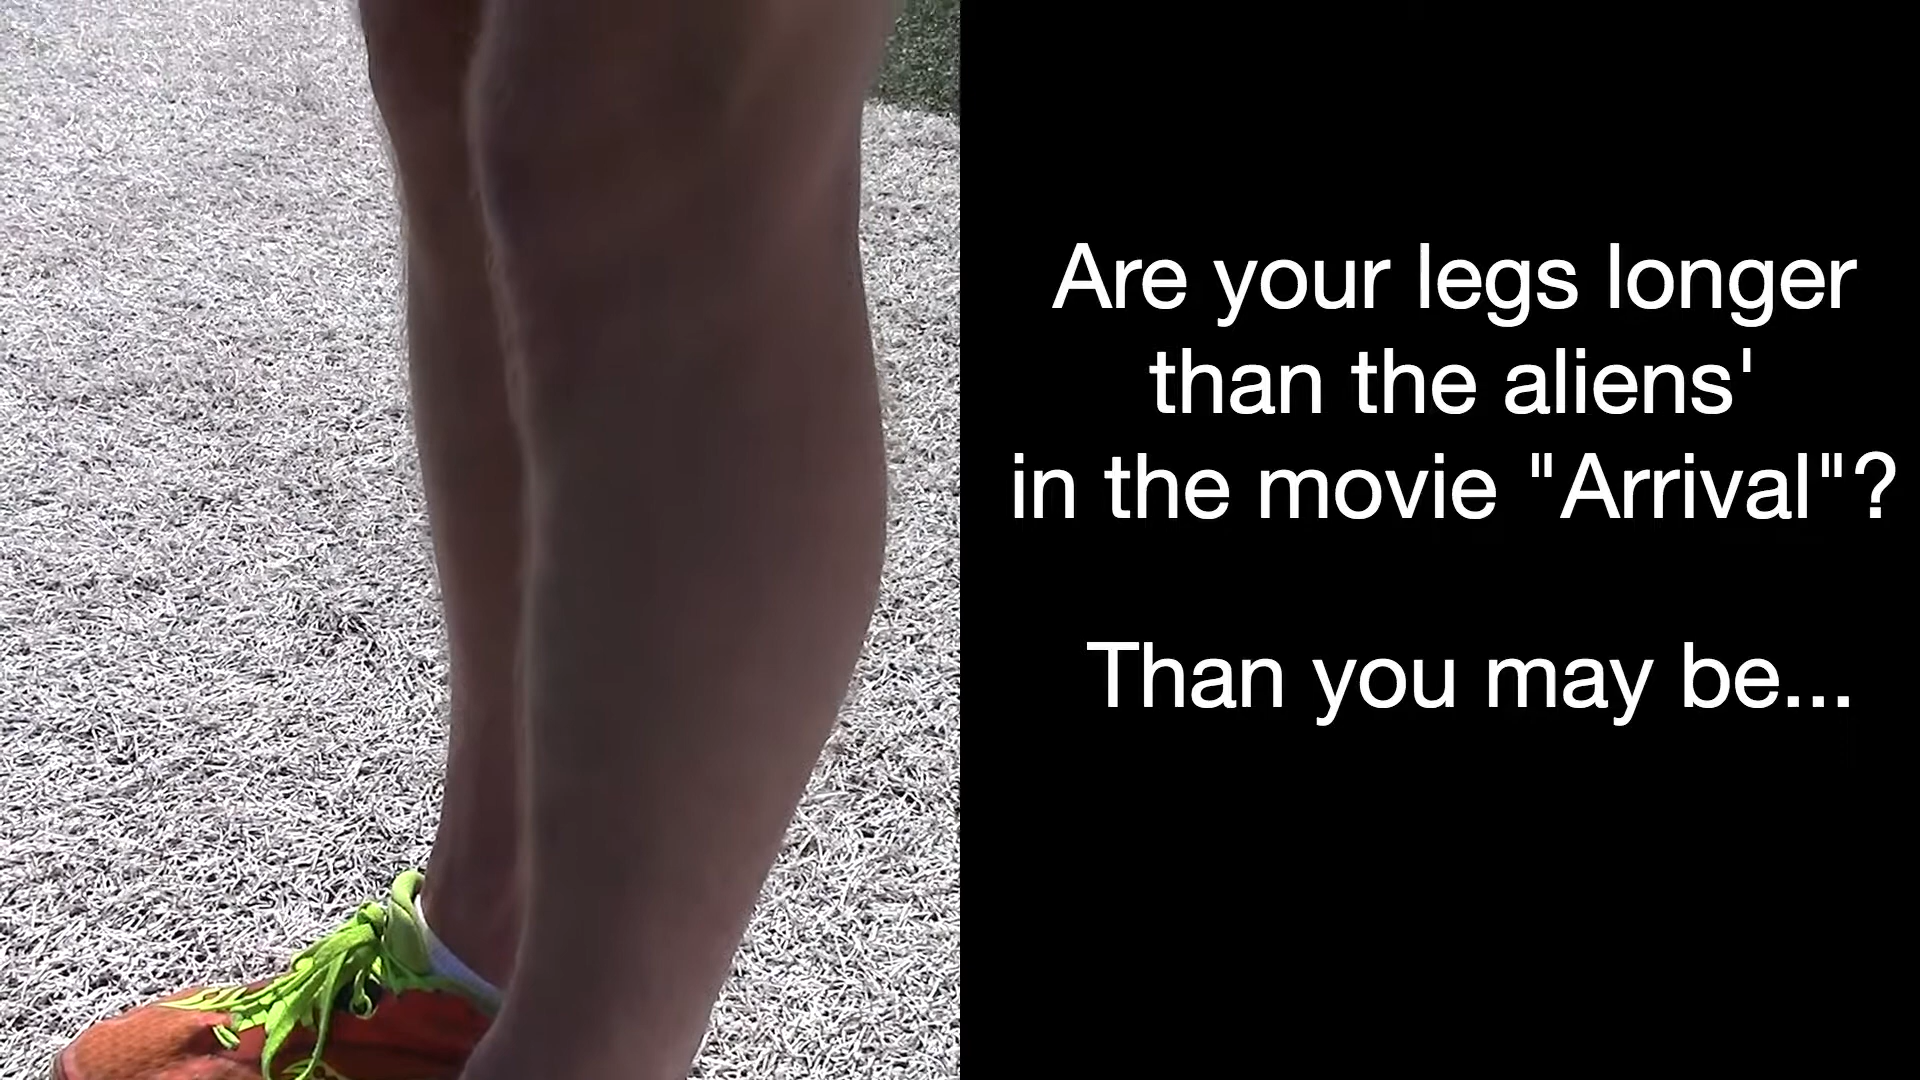 Are your legs longer
than the aliens'
in the movie "Arrival"?
Than you may be...